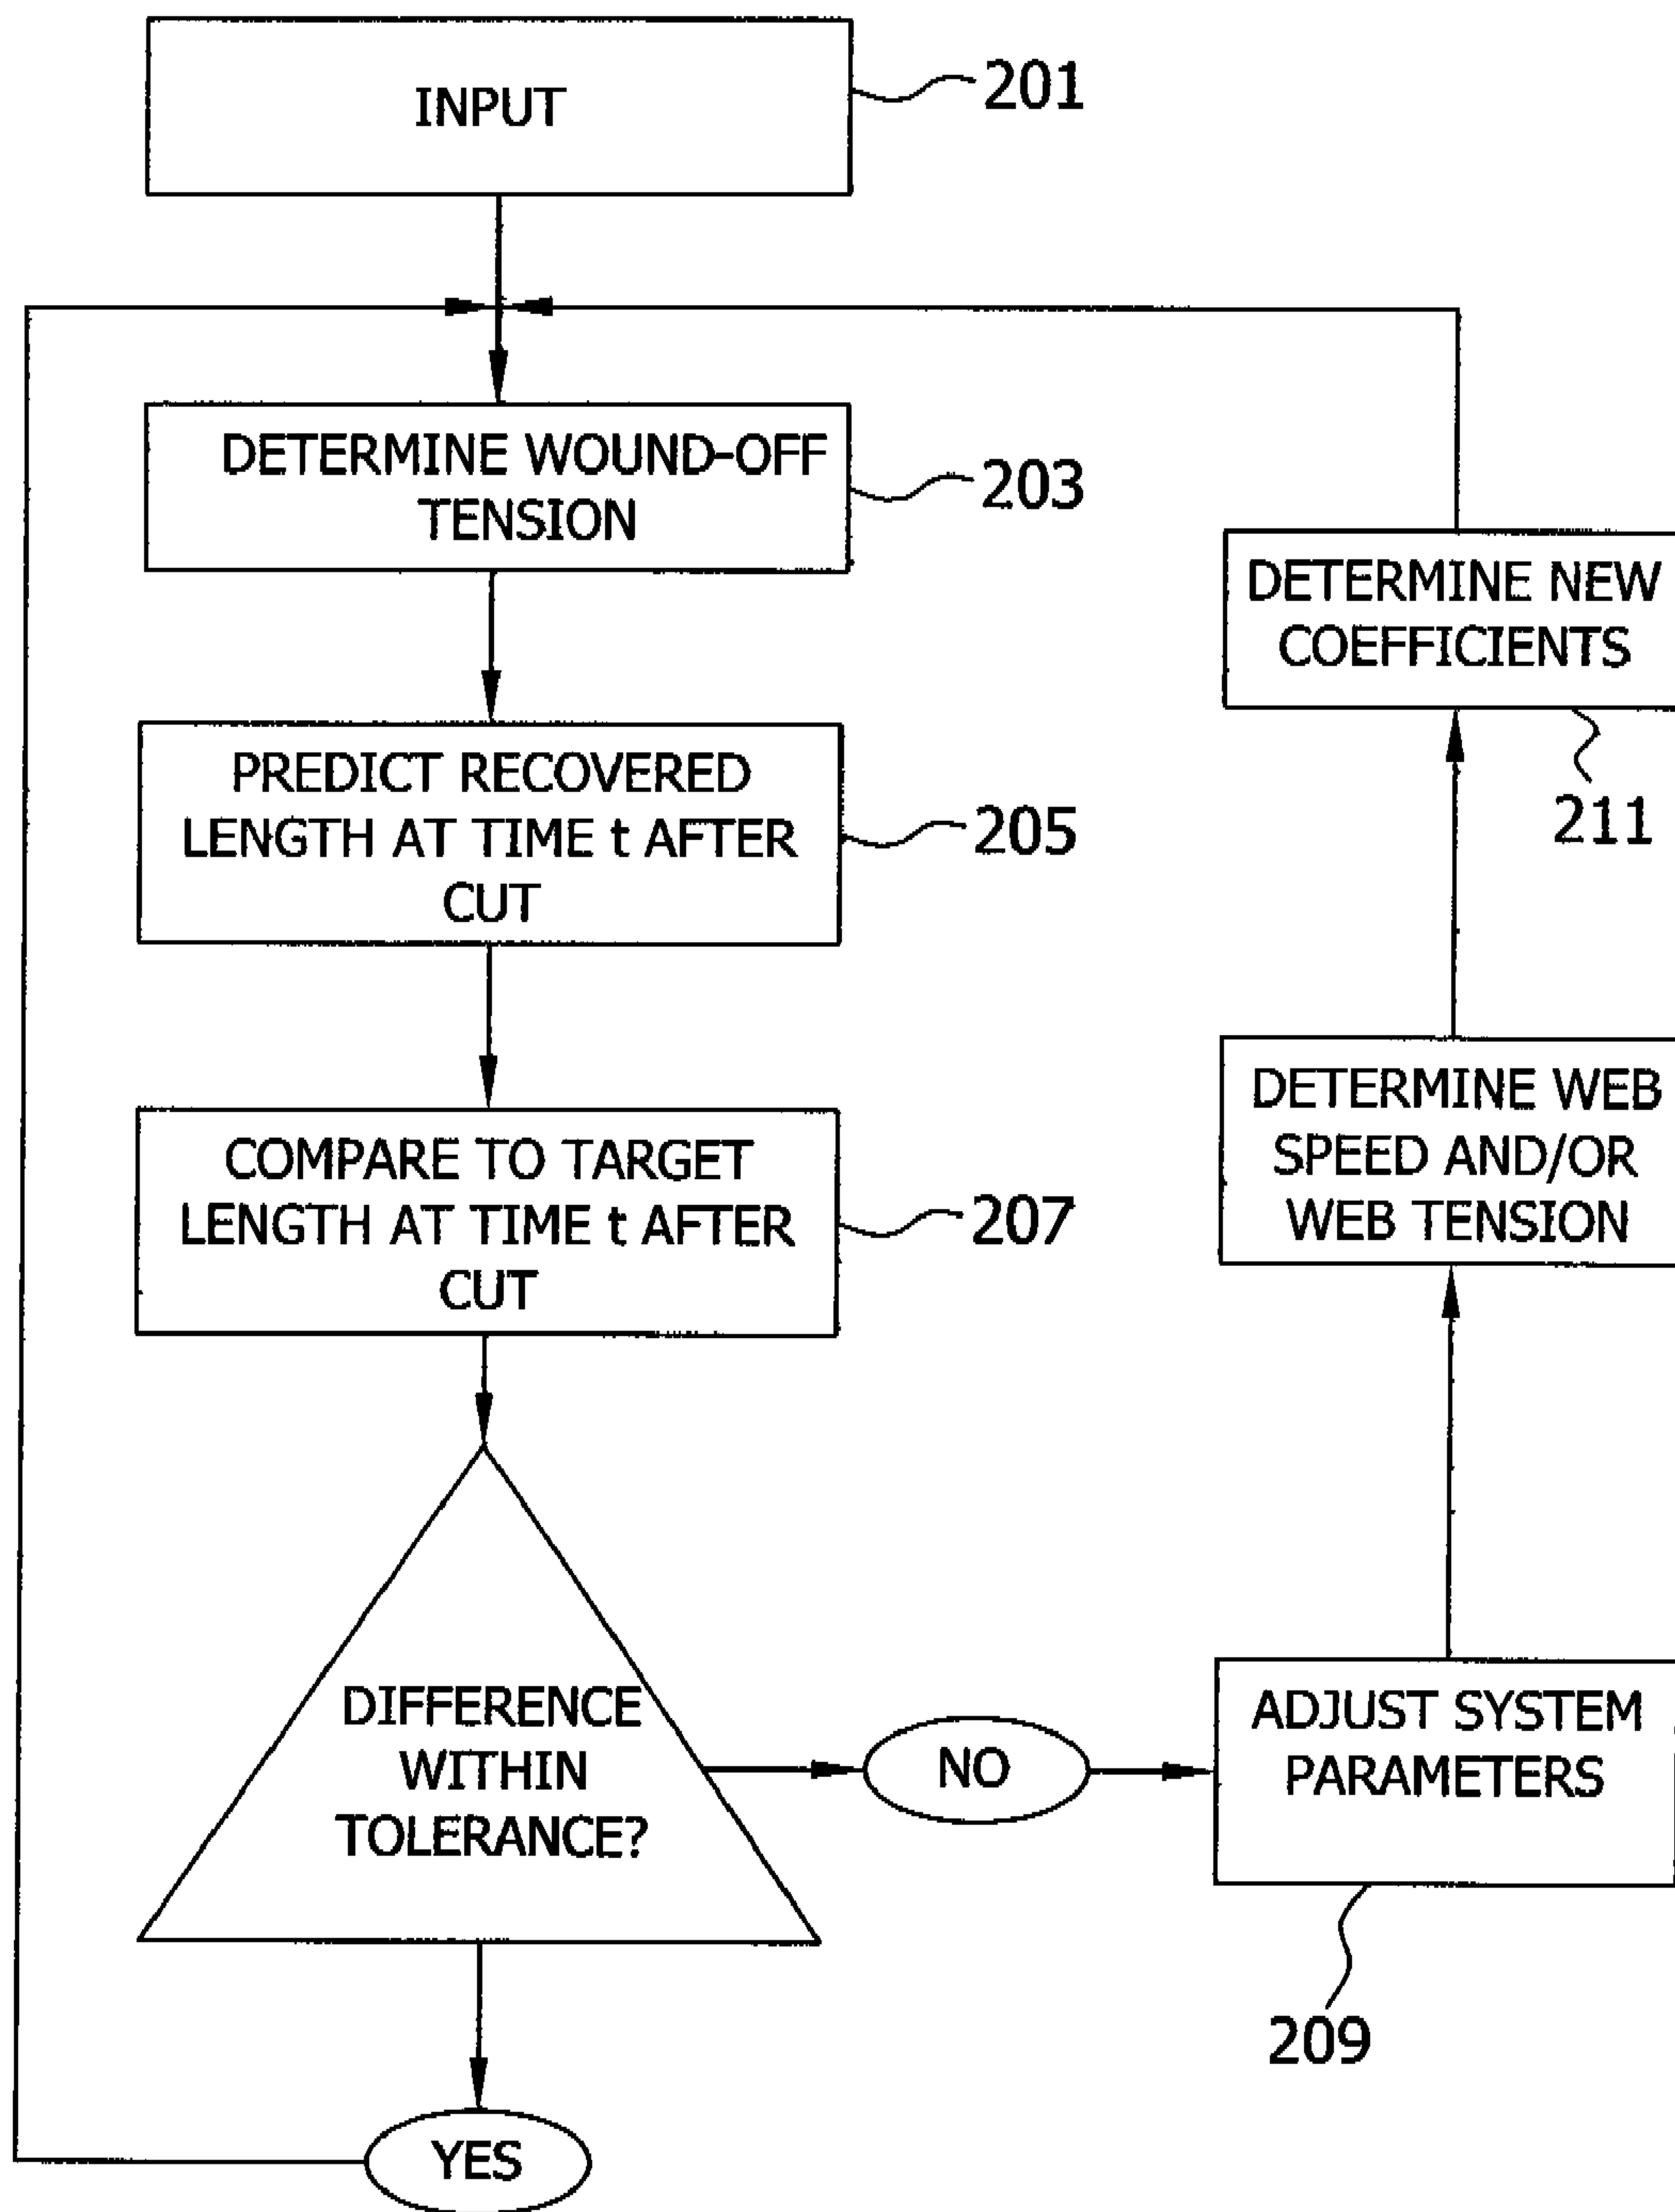 INPUT
201
DETERMINE WOUND-OFF
TENSION
203
PREDICT RECOVERED
LENGTH AT TIME t AFTER
CUT
205
COMPARE TO TARGET
LENGTH AT TIME t AFTER
CUT
207
DIFFERENCE
WITHIN
TOLERANCE?
YES
NO
ADJUST SYSTEM
PARAMETERS
209
DETERMINE WEB
SPEED AND/OR
WEB TENSION
DETERMINE NEW
COEFFICIENTS
211